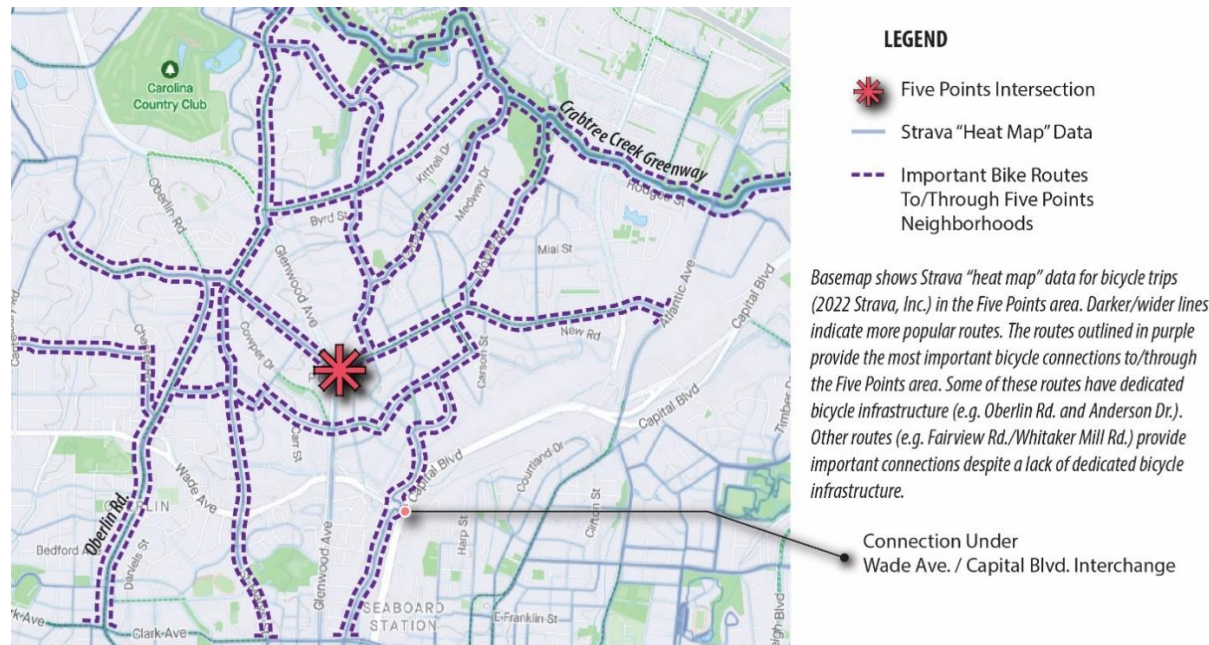 LEGEND
Five Points Intersection
Strava "Heat Map" Data
Important Bike Routes
To/Through Five Points
Neighborhoods
Basemap shows Strava "heat map" data for bicycle trips
(2022 Strava, Inc.) in the Five Points area. Darker/wider lines
indicate more popular routes. The routes outlined in purple
provide the most important bicycle connections to/through
the Five Points area. Some of these routes have dedicated
bicycle infrastructure (e.g. Oberlin Rd. and Anderson Dr.).
Other routes (e.g. Fairview Rd./Whitaker Mill Rd.) provide
important connections despite a lack of dedicated bicycle
infrastructure.
Connection Under
Wade Ave. / Capital Blvd. Interchange
Carolina
Country Club
Crabtree Creek Greenway
Oberlin Rd
Kittrell Dr
Medway Dr
Byrd St
Mial St
Glenwood Ave
Atlantic Ave
Capital Blvd
New Rd
Cowper Dr
Carson St
Carr St
Capital Blvd
Timber Dr
Wade Ave
Capital Blvd
Courtland Dr
Clifton St
Harp St
Oberlin Rd.
Bedford
Daniels St
Glenwood Ave
SEABOARD
STATION
E Franklin St
Clark Ave